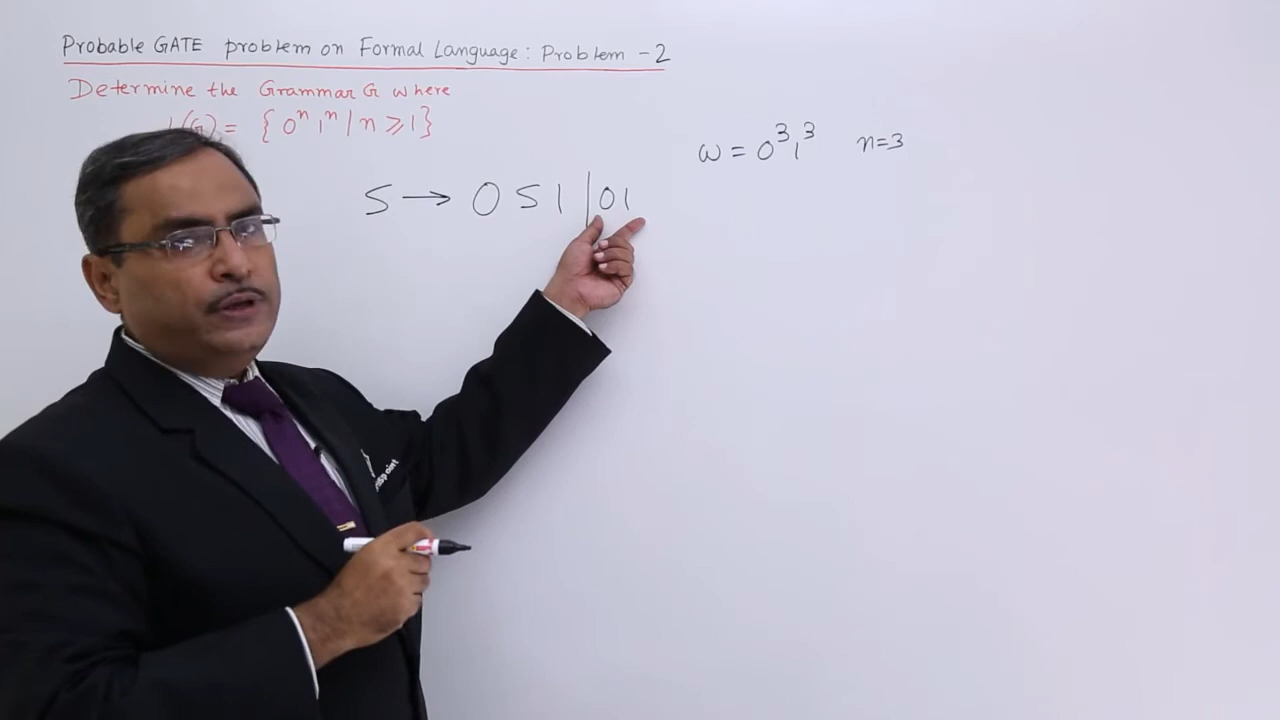 Probable GATE problem on Formal Language: Problem - 2
Determine the Grammar G where
L(G) = {0ⁿ1ⁿ | n ≥ 1}
ω = 0³1³ n=3
S → 0 S 1 | 01